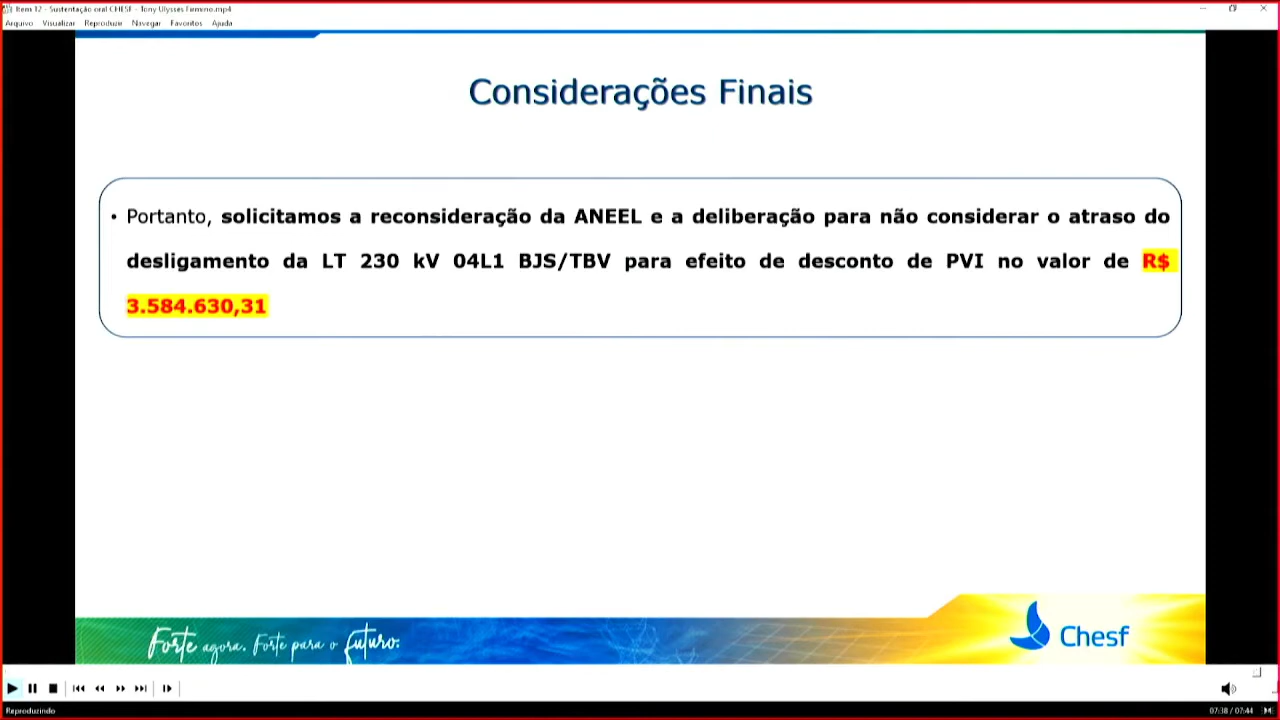 Item 12 - Sustentação oral CHESF - Tony Ulysses Firmino.mp4
Arquivo Visualizar Reproduzir Navegar Favoritos Ajuda
Considerações Finais
• Portanto, solicitamos a reconsideração da ANEEL e a deliberação para não considerar o atraso do
desligamento da LT 230 kV 04L1 BJS/TBV para efeito de desconto de PVI no valor de R$
3.584.630,31
Forte agora. Forte para o futuro.
Chesf
Reproduzindo
07:38 / 07:44